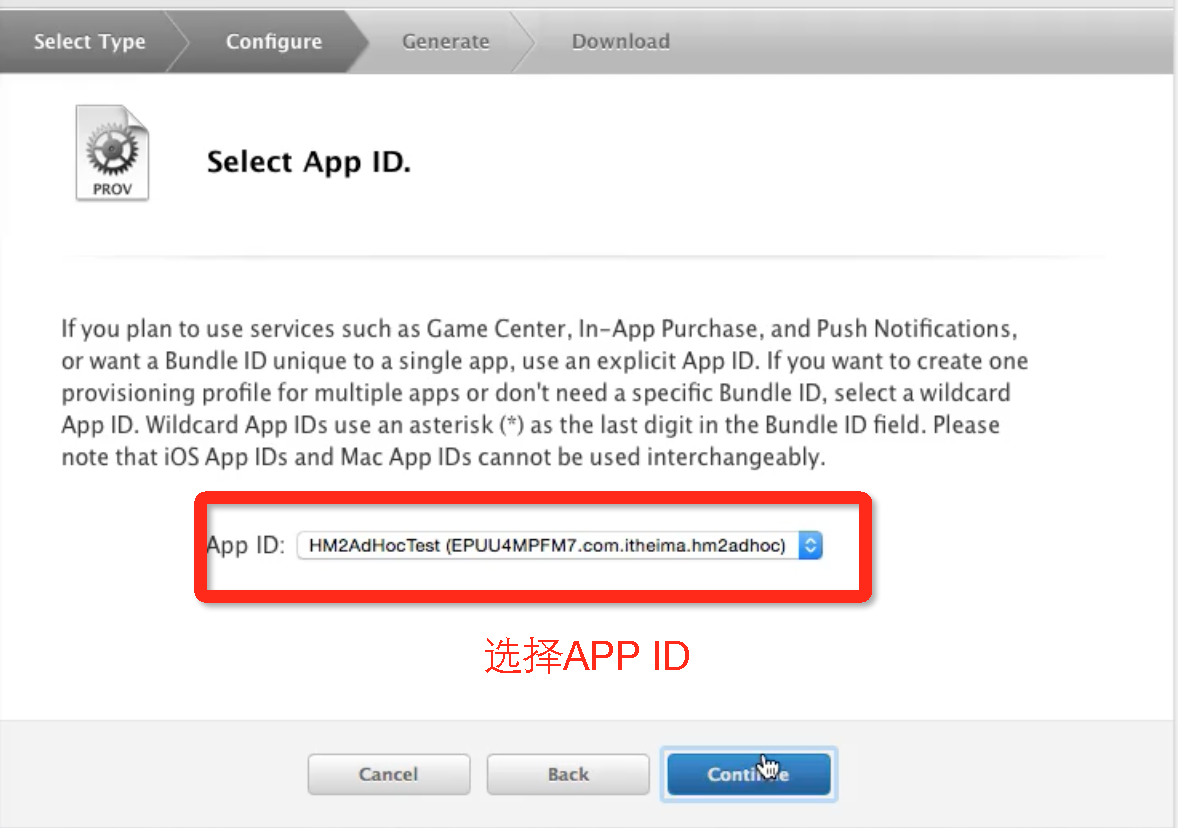 Select Type
Configure
Generate
Download
PROV
Select App ID.
If you plan to use services such as Game Center, In-App Purchase, and Push Notifications,
or want a Bundle ID unique to a single app, use an explicit App ID. If you want to create one
provisioning profile for multiple apps or don't need a specific Bundle ID, select a wildcard
App ID. Wildcard App IDs use an asterisk (*) as the last digit in the Bundle ID field. Please
note that iOS App IDs and Mac App IDs cannot be used interchangeably.
App ID: HM2AdHocTest (EPUU4MPFM7.com.itheima.hm2adhoc)
选择APP ID
Cancel
Back
Continue